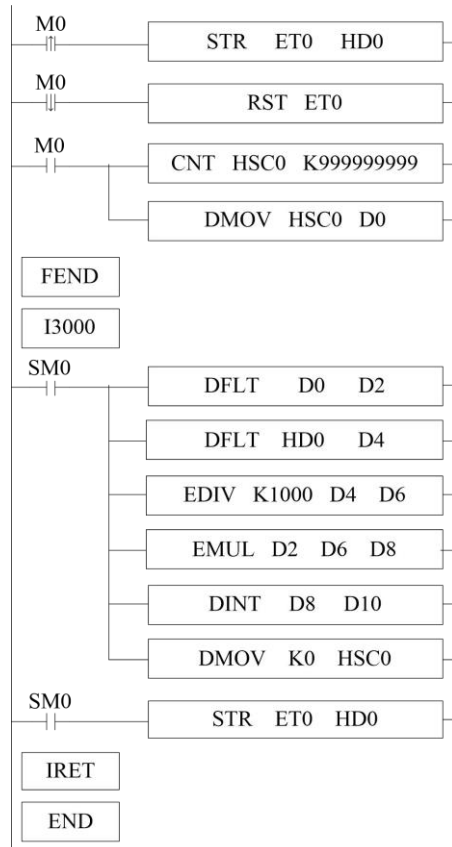 M0
STR ET0 HD0
M0
RST ET0
M0
CNT HSC0 K999999999
DMOV HSC0 D0
FEND
I3000
SM0
DFLT D0 D2
DFLT HD0 D4
EDIV K1000 D4 D6
EMUL D2 D6 D8
DINT D8 D10
DMOV K0 HSC0
SM0
STR ET0 HD0
IRET
END